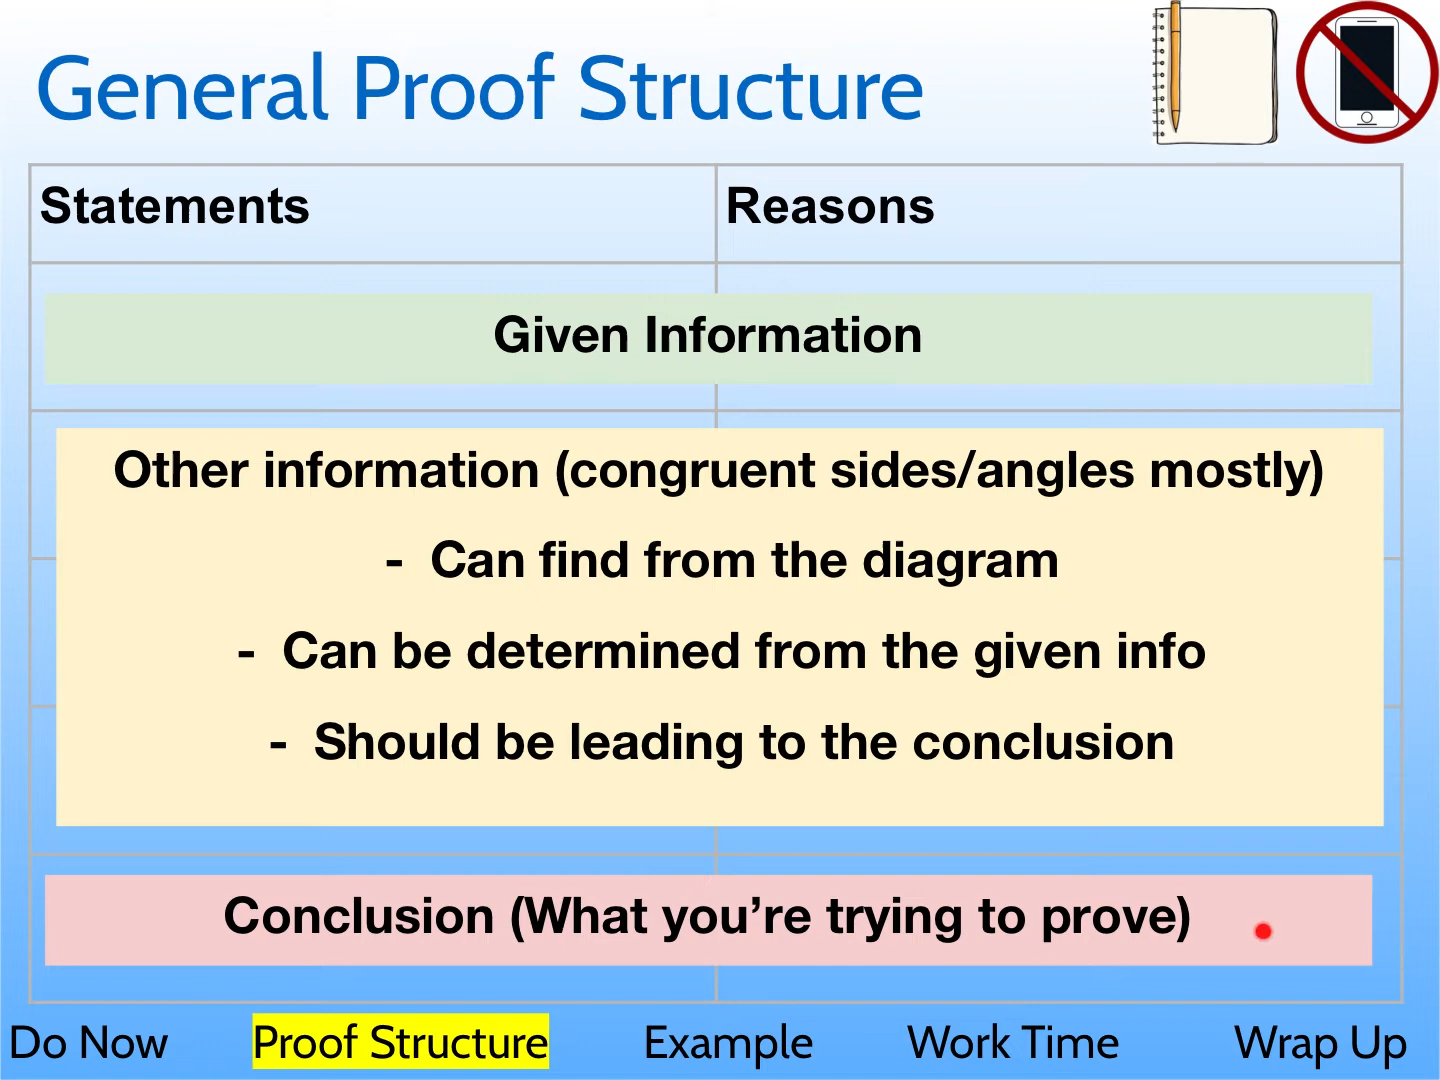 General Proof Structure
Statements
Reasons
Given Information
Other information (congruent sides/angles mostly)
- Can find from the diagram
- Can be determined from the given info
- Should be leading to the conclusion
Conclusion (What you’re trying to prove)
Do Now
Proof Structure
Example
Work Time
Wrap Up